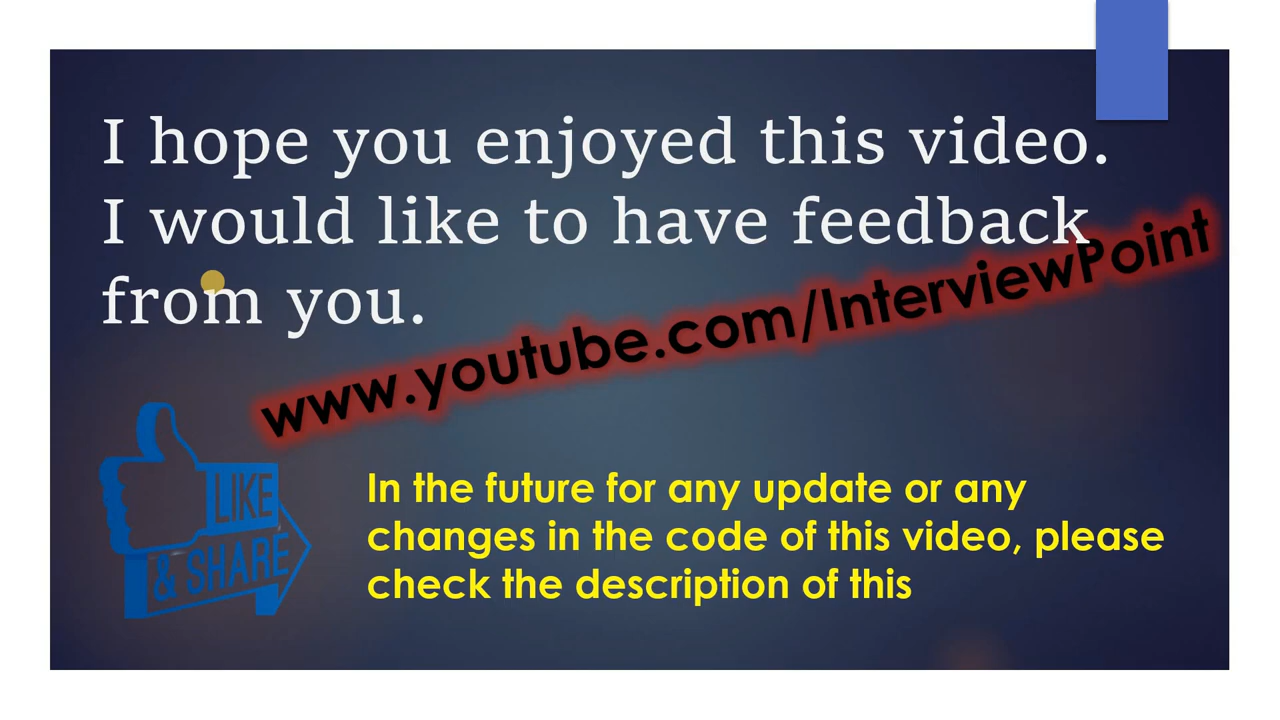 I hope you enjoyed this video.
I would like to have feedback
from you.
www.youtube.com/InterviewPoint
LIKE
& SHARE
In the future for any update or any
changes in the code of this video, please
check the description of this